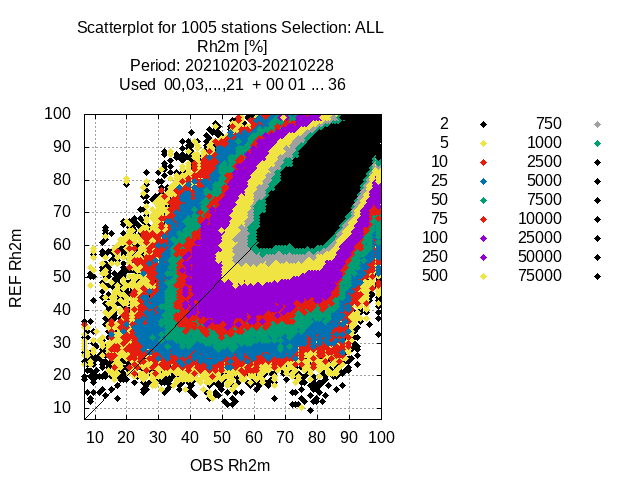 Scatterplot for 1005 stations Selection: ALL
Rh2m [%]
Period: 20210203-20210228
Used  00,03,...,21  + 00 01 ... 36
REF Rh2m
100
90
80
70
60
50
40
30
20
10
10 20 30 40 50 60 70 80 90 100
OBS Rh2m
2 750
5 1000
10 2500
25 5000
50 7500
75 10000
100 25000
250 50000
500 75000